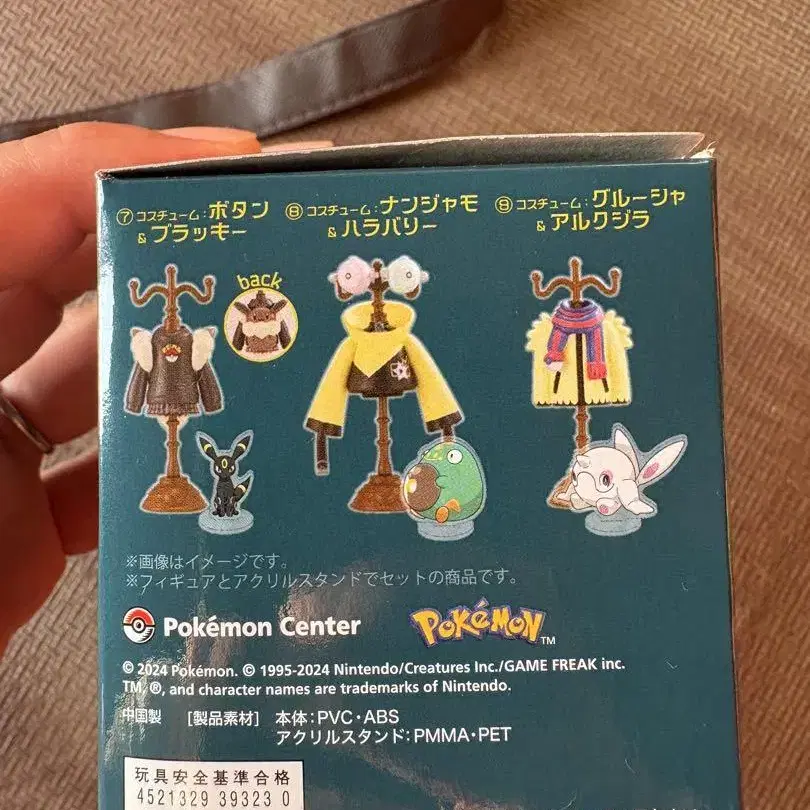 ⑦コスチューム:ボタン
&ブラッキー
⑧コスチューム:ナンジャモ
&ハラバリー
⑨コスチューム:グルーシャ
&アルクジラ
back
※画像はイメージです。
※フィギュアとアクリルスタンドでセットの商品です。
Pokémon Center
POKéMON TM
© 2024 Pokémon. © 1995-2024 Nintendo/Creatures Inc./GAME FREAK inc.
TM, ®, and character names are trademarks of Nintendo.
中国製 [製品素材] 本体:PVC・ABS
アクリルスタンド:PMMA・PET
玩具安全基準合格
4521329 39323 0